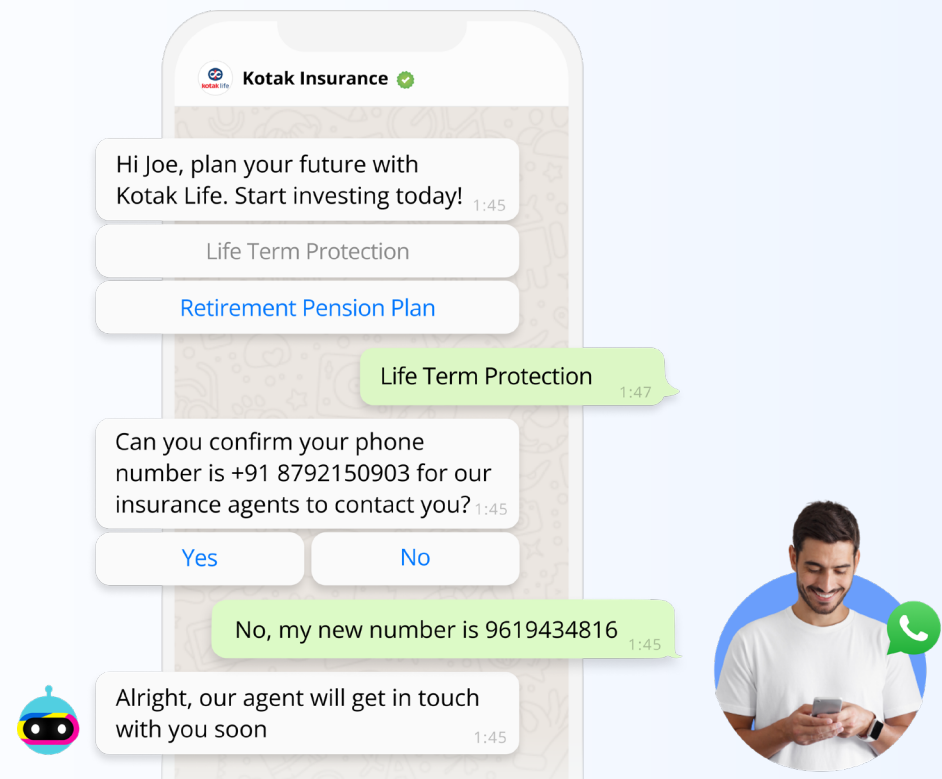 kotak life
Kotak Insurance
Hi Joe, plan your future with
Kotak Life. Start investing today!
1:45
Life Term Protection
Retirement Pension Plan
Life Term Protection
1:47
Can you confirm your phone
number is +91 8792150903 for our
insurance agents to contact you?
1:45
Yes
No
No, my new number is 9619434816
1:45
Alright, our agent will get in touch
with you soon
1:45